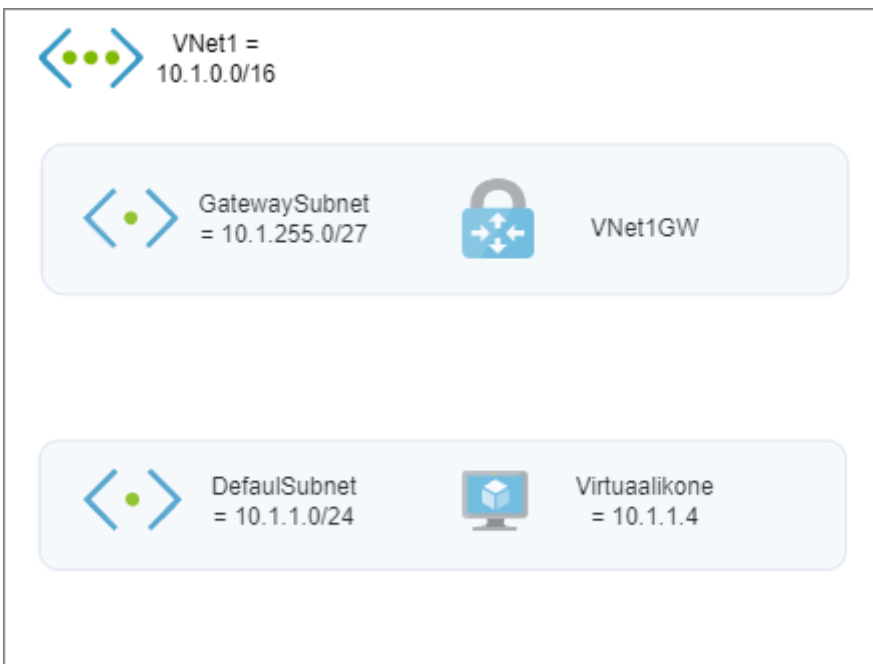 VNet1 =
10.1.0.0/16
GatewaySubnet
= 10.1.255.0/27
VNet1GW
DefaulSubnet
= 10.1.1.0/24
Virtuaalikone
= 10.1.1.4